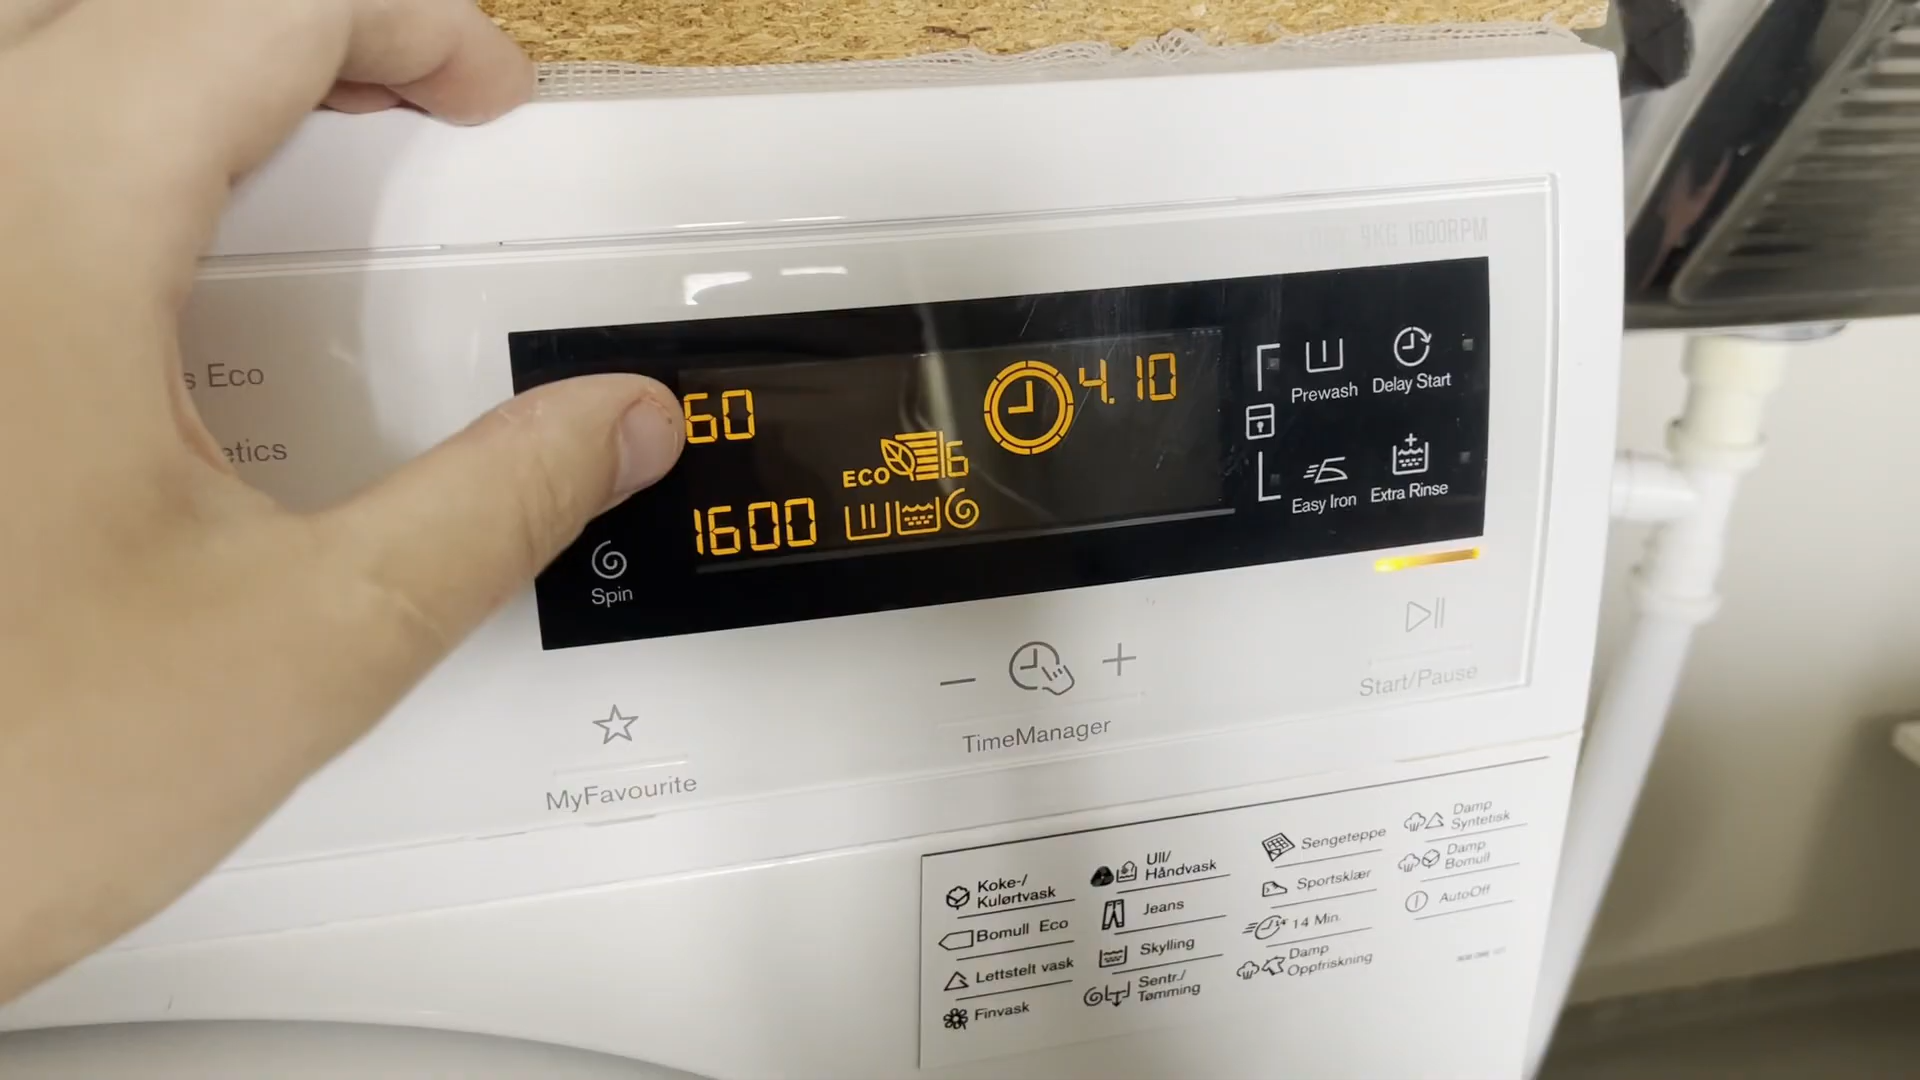 9KG 1600RPM
s Eco
etics
60
4.10
ECO
6
1600
Spin
Prewash
Delay Start
Easy Iron
Extra Rinse
MyFavourite
TimeManager
Start/Pause
Koke-/
Kulørtvask
Bomull Eco
Lettstelt vask
Finvask
Ull/
Håndvask
Jeans
Skylling
Sentr./
Tømming
Sengeteppe
Sportsklær
14 Min.
Damp
Oppfriskning
Damp
Syntetisk
Damp
Bomull
AutoOff